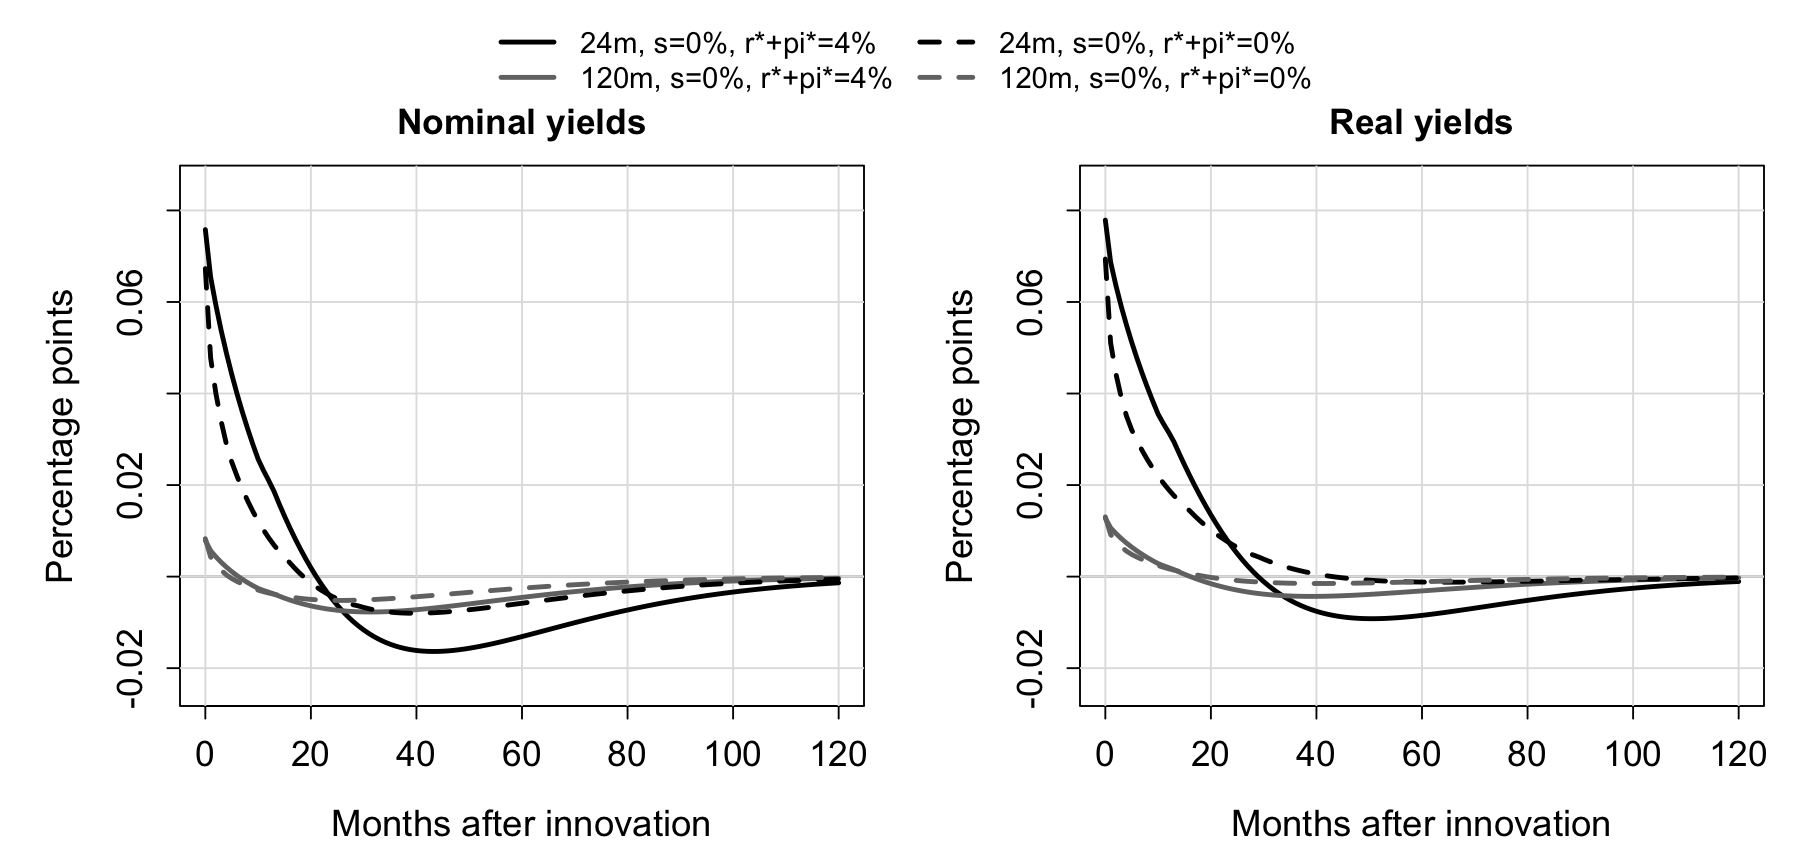 24m, s=0%, r*+pi*=4%
24m, s=0%, r*+pi*=0%
120m, s=0%, r*+pi*=4%
120m, s=0%, r*+pi*=0%
Nominal yields
Percentage points
0.06
0.02
-0.02
0 20 40 60 80 100 120
Months after innovation
Real yields
Percentage points
0.06
0.02
-0.02
0 20 40 60 80 100 120
Months after innovation